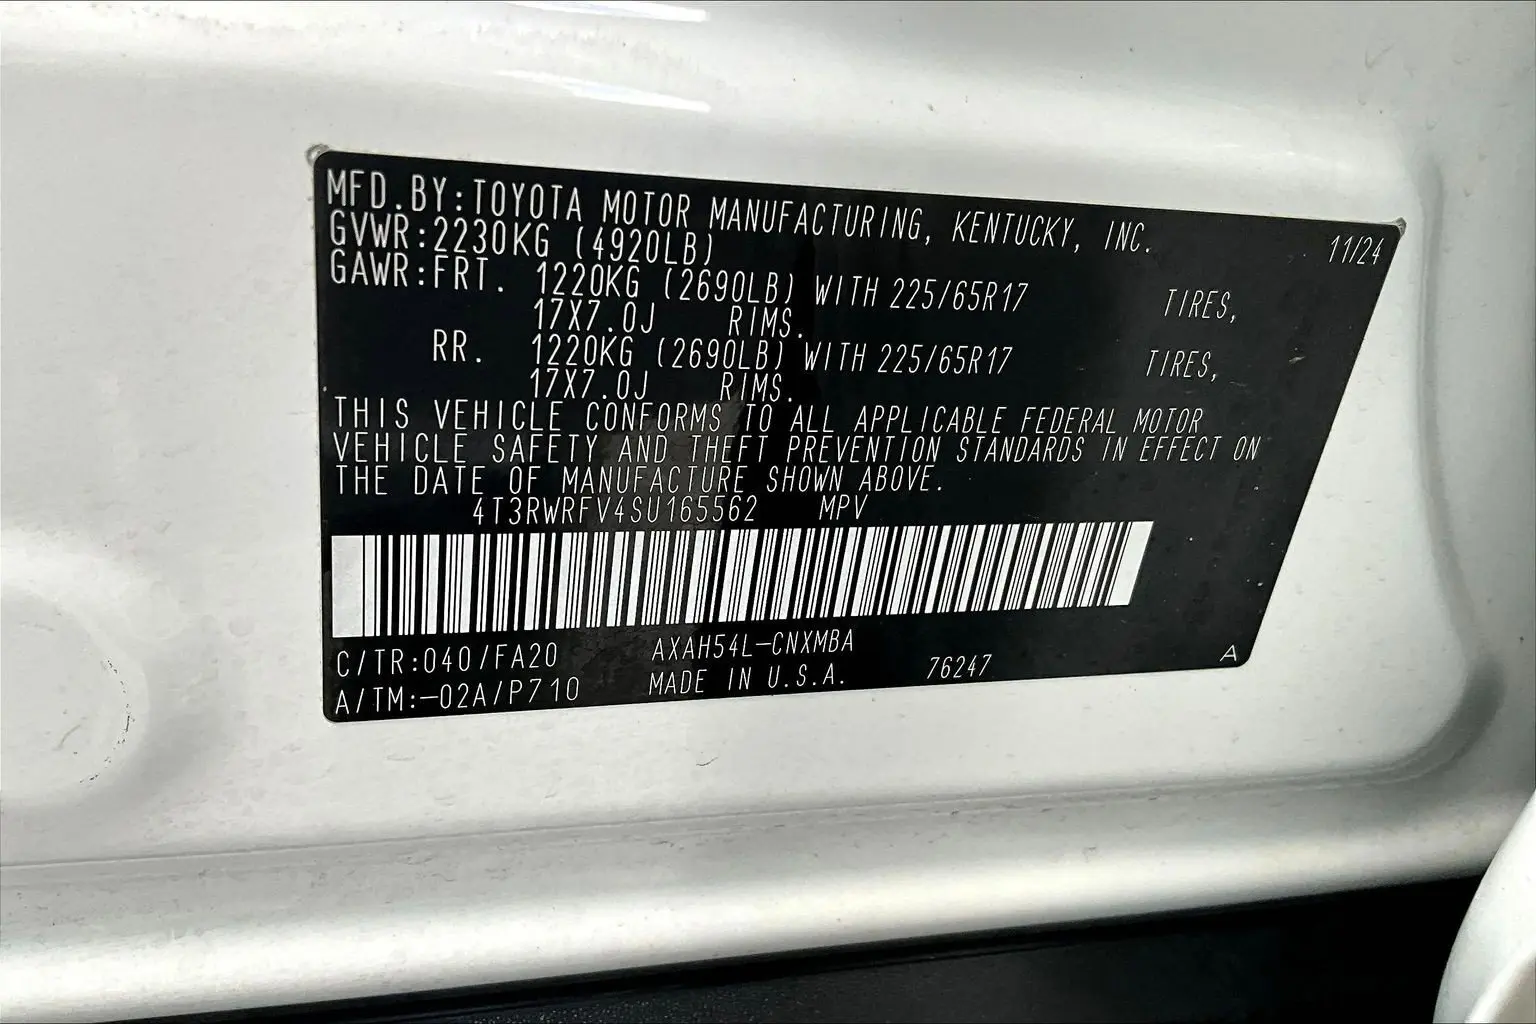 MFD.BY:TOYOTA MOTOR MANUFACTURING, KENTUCKY, INC. 11/24
GVWR:2230KG (4920LB)
GAWR:FRT. 1220KG (2690LB) WITH 225/65R17 TIRES,
17X7.0J RIMS.
RR. 1220KG (2690LB) WITH 225/65R17 TIRES,
17X7.0J RIMS.
THIS VEHICLE CONFORMS TO ALL APPLICABLE FEDERAL MOTOR
VEHICLE SAFETY AND THEFT PREVENTION STANDARDS IN EFFECT ON
THE DATE OF MANUFACTURE SHOWN ABOVE.
4T3RWRFV4SU165562 MPV
C/TR:040/FA20 AXAH54L-CNXMBA
A/TM:-02A/P710 MADE IN U.S.A. 76247 A